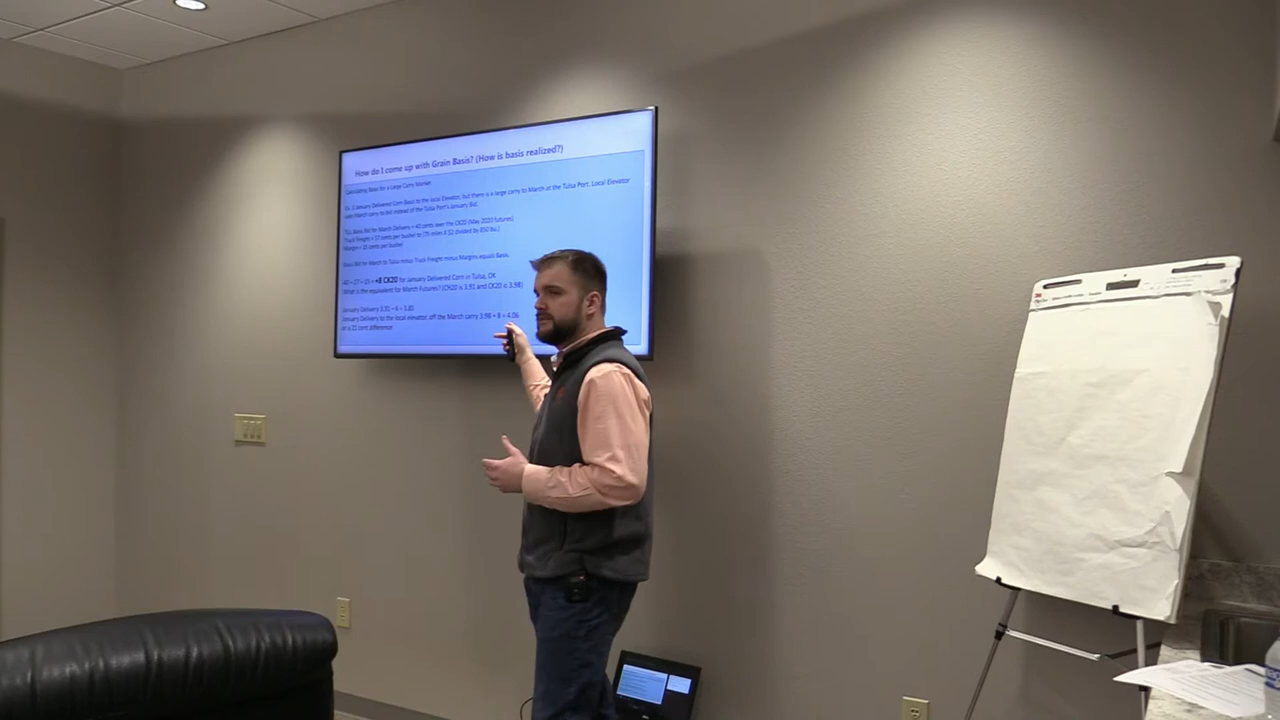 How do I come up with Grain Basis? (How is basis realized?)
Calculating Basis for a Large Carry Market
Ex. 3 January Delivered Corn Basis to the local Elevator, but there is a large carry to March at the Tulsa Port. Local Elevator
uses March carry to bid instead of the Tulsa Port's January Bid.
TUL Basis Bid for March Delivery = 40 cents over the CK20 (May 2020 futures)
Truck Freight = 17 cents per bushel to (75 miles X $2 divided by 850 bu.)
Margin = 15 cents per bushel
Basis Bid for March to Tulsa minus Truck Freight minus Margins equals Basis.
40 – 17 – 15 = +8 CK20 for January Delivered Corn in Tulsa, OK
What is the equivalent for March Futures? (CH20 is 3.91 and CK20 is 3.98)
January Delivery 3.91 – 6 = 3.85
January Delivery to the local elevator, off the March carry 3.98 + 8 = 4.06
21 cent difference
3M